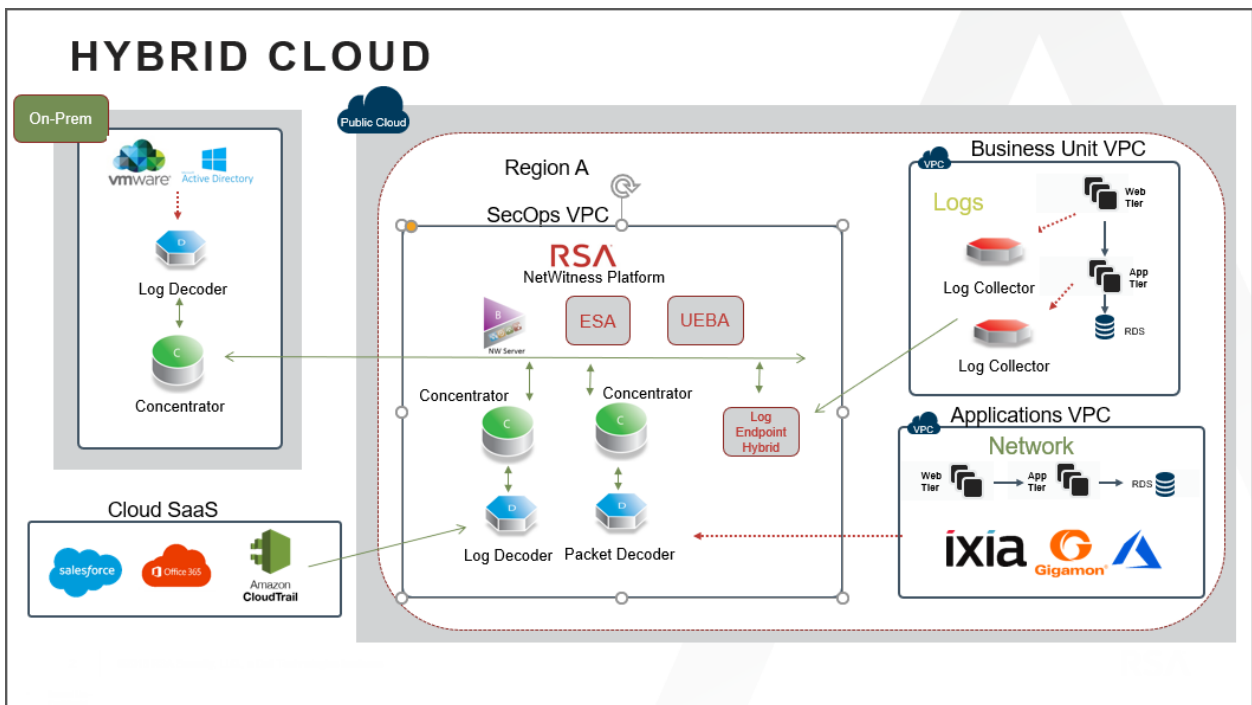 HYBRID CLOUD
On-Prem
vmware
Active Directory
D
Log Decoder
C
Concentrator
Cloud SaaS
salesforce
Office 365
Amazon
CloudTrail
Public Cloud
Region A
SecOps VPC
RSA
NetWitness Platform
B
NW Server
ESA
UEBA
Concentrator
C
Concentrator
C
Log
Endpoint
Hybrid
D
Log Decoder
D
Packet Decoder
Business Unit VPC
VPC
Logs
Web
Tier
Log Collector
App
Tier
Log Collector
RDS
Applications VPC
VPC
Network
Web
Tier
App
Tier
RDS
ixia
Gigamon®